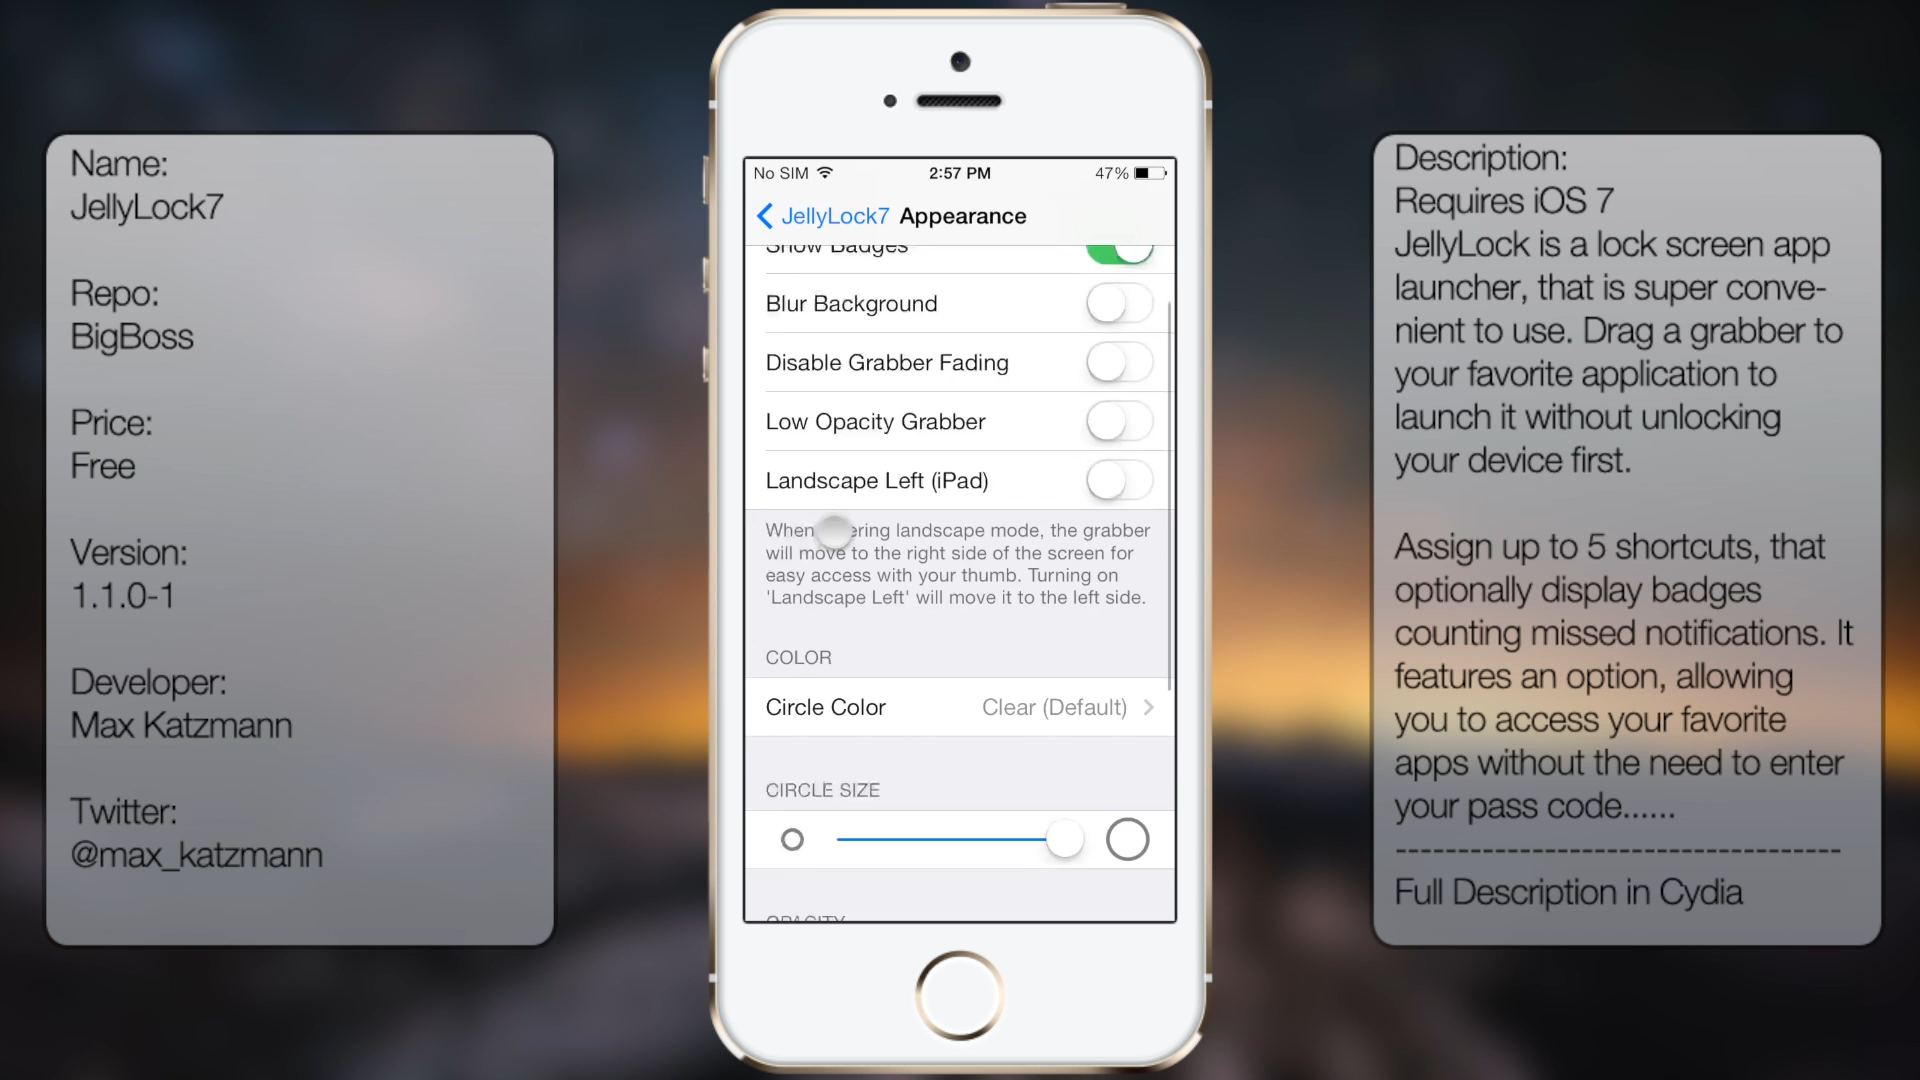 Name:
JellyLock7
Repo:
BigBoss
Price:
Free
Version:
1.1.0-1
Developer:
Max Katzmann
Twitter:
@max_katzmann
No SIM
2:57 PM
47%
JellyLock7
Appearance
Show Badges
Blur Background
Disable Grabber Fading
Low Opacity Grabber
Landscape Left (iPad)
When ering landscape mode, the grabber
will move to the right side of the screen for
easy access with your thumb. Turning on
'Landscape Left' will move it to the left side.
COLOR
Circle Color
Clear (Default)
CIRCLE SIZE
OPACITY
Description:
Requires iOS 7
JellyLock is a lock screen app
launcher, that is super conve-
nient to use. Drag a grabber to
your favorite application to
launch it without unlocking
your device first.
Assign up to 5 shortcuts, that
optionally display badges
counting missed notifications. It
features an option, allowing
you to access your favorite
apps without the need to enter
your pass code......
------------------------------------
Full Description in Cydia